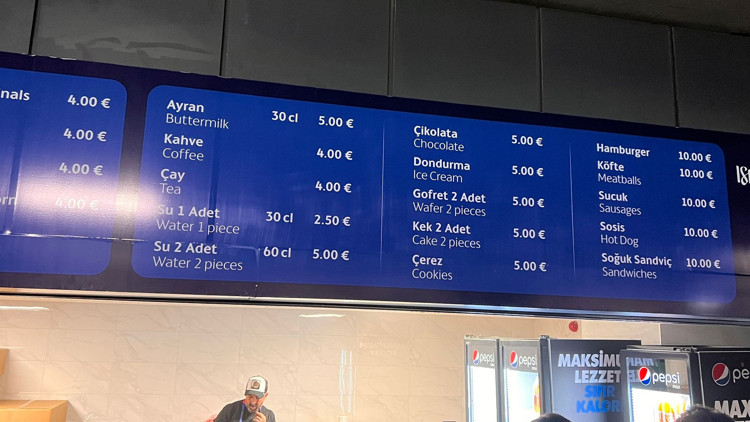 4.00 €
4.00 €
4.00 €
4.00 €
Ayran 30 cl 5.00 €
Buttermilk
Kahve 4.00 €
Coffee
Çay 4.00 €
Tea
Su 1 Adet 30 cl 2.50 €
Water 1 piece
Su 2 Adet 60 cl 5.00 €
Water 2 pieces
Çikolata 5.00 €
Chocolate
Dondurma 5.00 €
Ice Cream
Gofret 2 Adet 5.00 €
Wafer 2 pieces
Kek 2 Adet 5.00 €
Cake 2 pieces
Çerez 5.00 €
Cookies
Hamburger 10.00 €
Köfte 10.00 €
Meatballs
Sucuk 10.00 €
Sausages
Sosis 10.00 €
Hot Dog
Soğuk Sandviç 10.00 €
Sandwiches
pepsi
pepsi
LEZZET
SIFIR
pepsi
pepsi